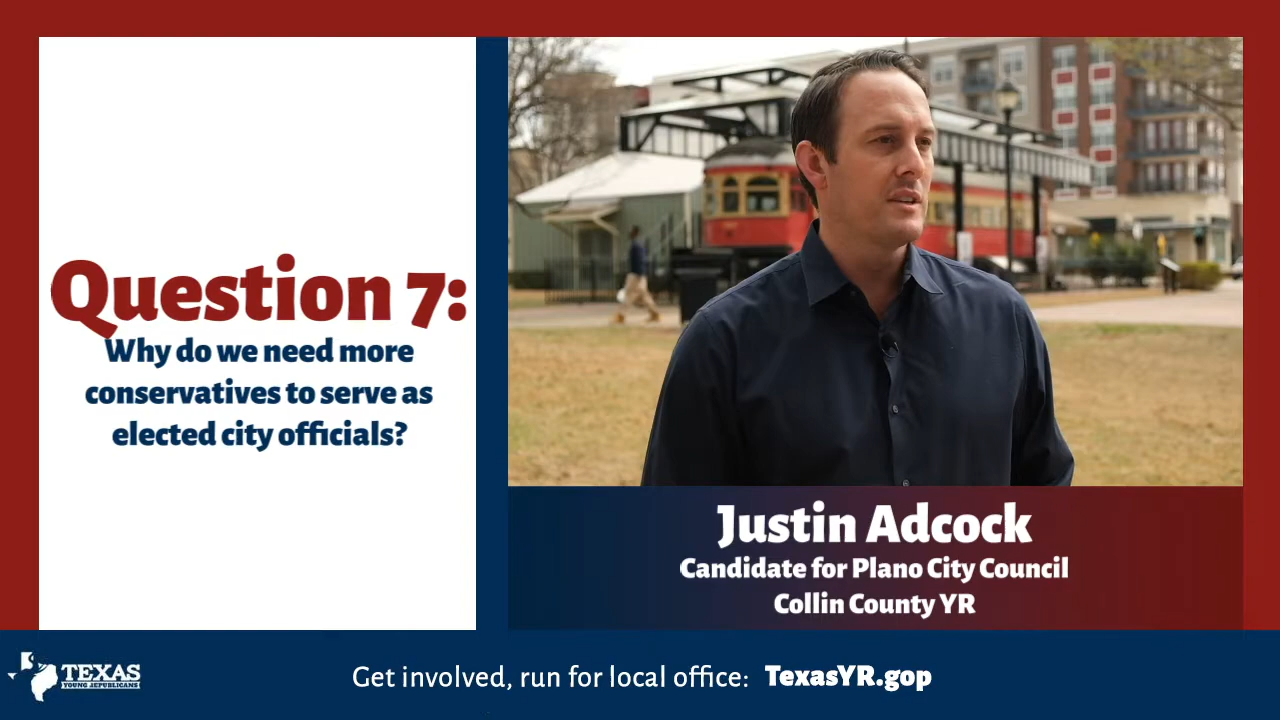 Question 7:
Why do we need more
conservatives to serve as
elected city officials?
Justin Adcock
Candidate for Plano City Council
Collin County YR
TEXAS
YOUNG REPUBLICANS
Get involved, run for local office: TexasYR.gop